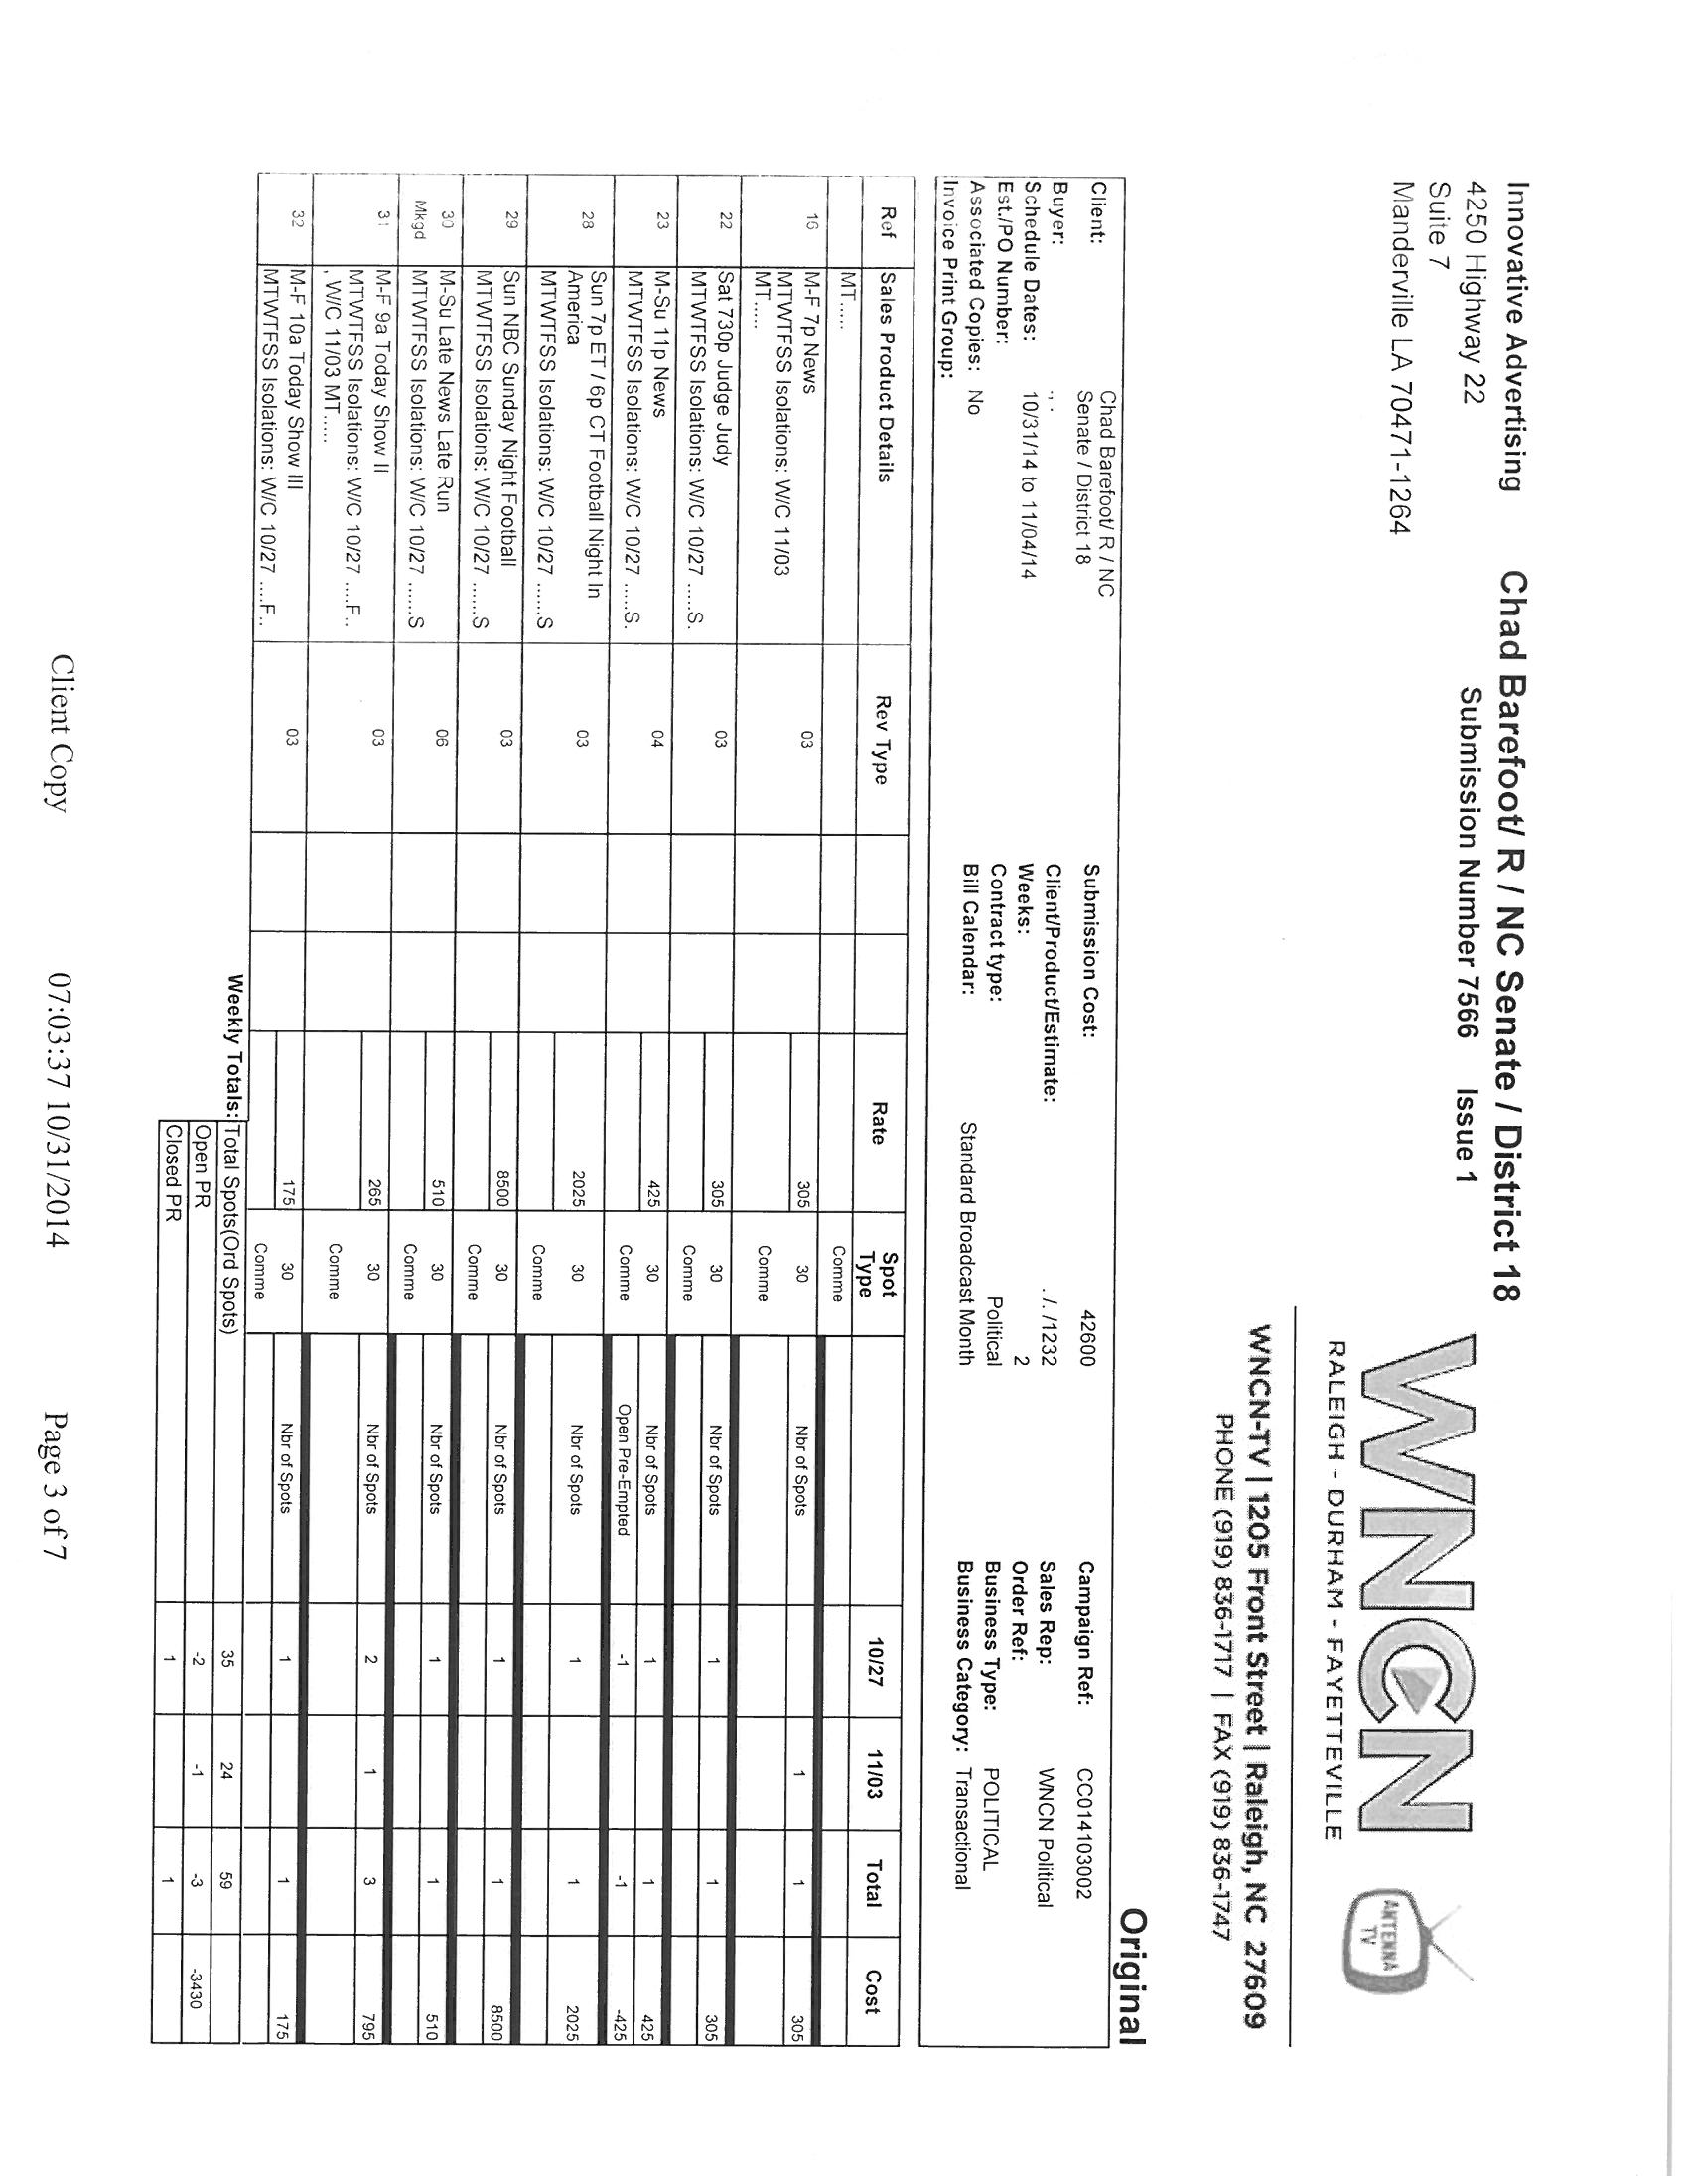 Innovative Advertising
4250 Highway 22
Suite 7
Manderville LA 70471-1264
Chad Barefoot/ R / NC Senate / District 18
Submission Number 7566 Issue 1
WNCN
RALEIGH - DURHAM - FAYETTEVILLE
ANTENNA
TV
WNCN-TV | 1205 Front Street | Raleigh, NC 27609
PHONE (919) 836-1717 | FAX (919) 836-1747
Original
Client: Chad Barefoot/ R / NC Senate / District 18 Submission Cost: 42600 Campaign Ref: CC014103002
Buyer: ., . Client/Product/Estimate: . /. /1232 Sales Rep: WNCN Political
Schedule Dates: 10/31/14 to 11/04/14 Weeks: 2 Order Ref:
Est./PO Number: Contract type: Political Business Type: POLITICAL
Associated Copies: No Bill Calendar: Standard Broadcast Month Business Category: Transactional
Invoice Print Group:
Ref Sales Product Details Rev Type Rate Spot Type 10/27 11/03 Total Cost
MT..... Comme
16 M-F 7p News 03 305 30 Nbr of Spots 1 1 305
MTWTFSS Isolations: W/C 11/03
MT..... Comme
22 Sat 730p Judge Judy 03 305 30 Nbr of Spots 1 1 305
MTWTFSS Isolations: W/C 10/27 .....S. Comme
23 M-Su 11p News 04 425 30 Nbr of Spots 1 1 425
MTWTFSS Isolations: W/C 10/27 .....S. Comme Open Pre-Empted -1 -1 -425
28 Sun 7p ET / 6p CT Football Night In 03 2025 30 Nbr of Spots 1 1 2025
America
MTWTFSS Isolations: W/C 10/27 ......S Comme
29 Sun NBC Sunday Night Football 03 8500 30 Nbr of Spots 1 1 8500
MTWTFSS Isolations: W/C 10/27 ......S Comme
30 M-Su Late News Late Run 06 510 30 Nbr of Spots 1 1 510
Mkgd MTWTFSS Isolations: W/C 10/27 ......S Comme
31 M-F 9a Today Show II 03 265 30 Nbr of Spots 2 1 3 795
MTWTFSS Isolations: W/C 10/27 ....F..
, W/C 11/03 MT..... Comme
32 M-F 10a Today Show III 03 175 30 Nbr of Spots 1 1 175
MTWTFSS Isolations: W/C 10/27 ....F.. Comme
Weekly Totals: Total Spots(Ord Spots) 35 24 59
Open PR -2 -1 -3 -3430
Closed PR 1 1
Client Copy 07:03:37 10/31/2014 Page 3 of 7